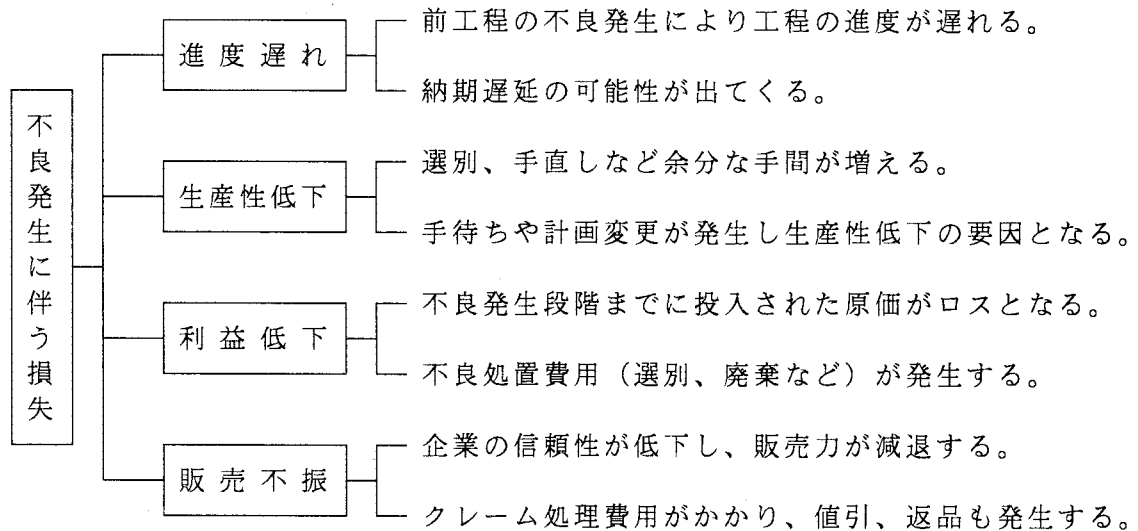 不良発生に伴う損失
進度遅れ
前工程の不良発生により工程の進度が遅れる。
納期遅延の可能性が出てくる。
生産性低下
選別、手直しなど余分な手間が増える。
手待ちや計画変更が発生し生産性低下の要因となる。
利益低下
不良発生段階までに投入された原価がロスとなる。
不良処置費用（選別、廃棄など）が発生する。
販売不振
企業の信頼性が低下し、販売力が減退する。
クレーム処理費用がかかり、値引、返品も発生する。